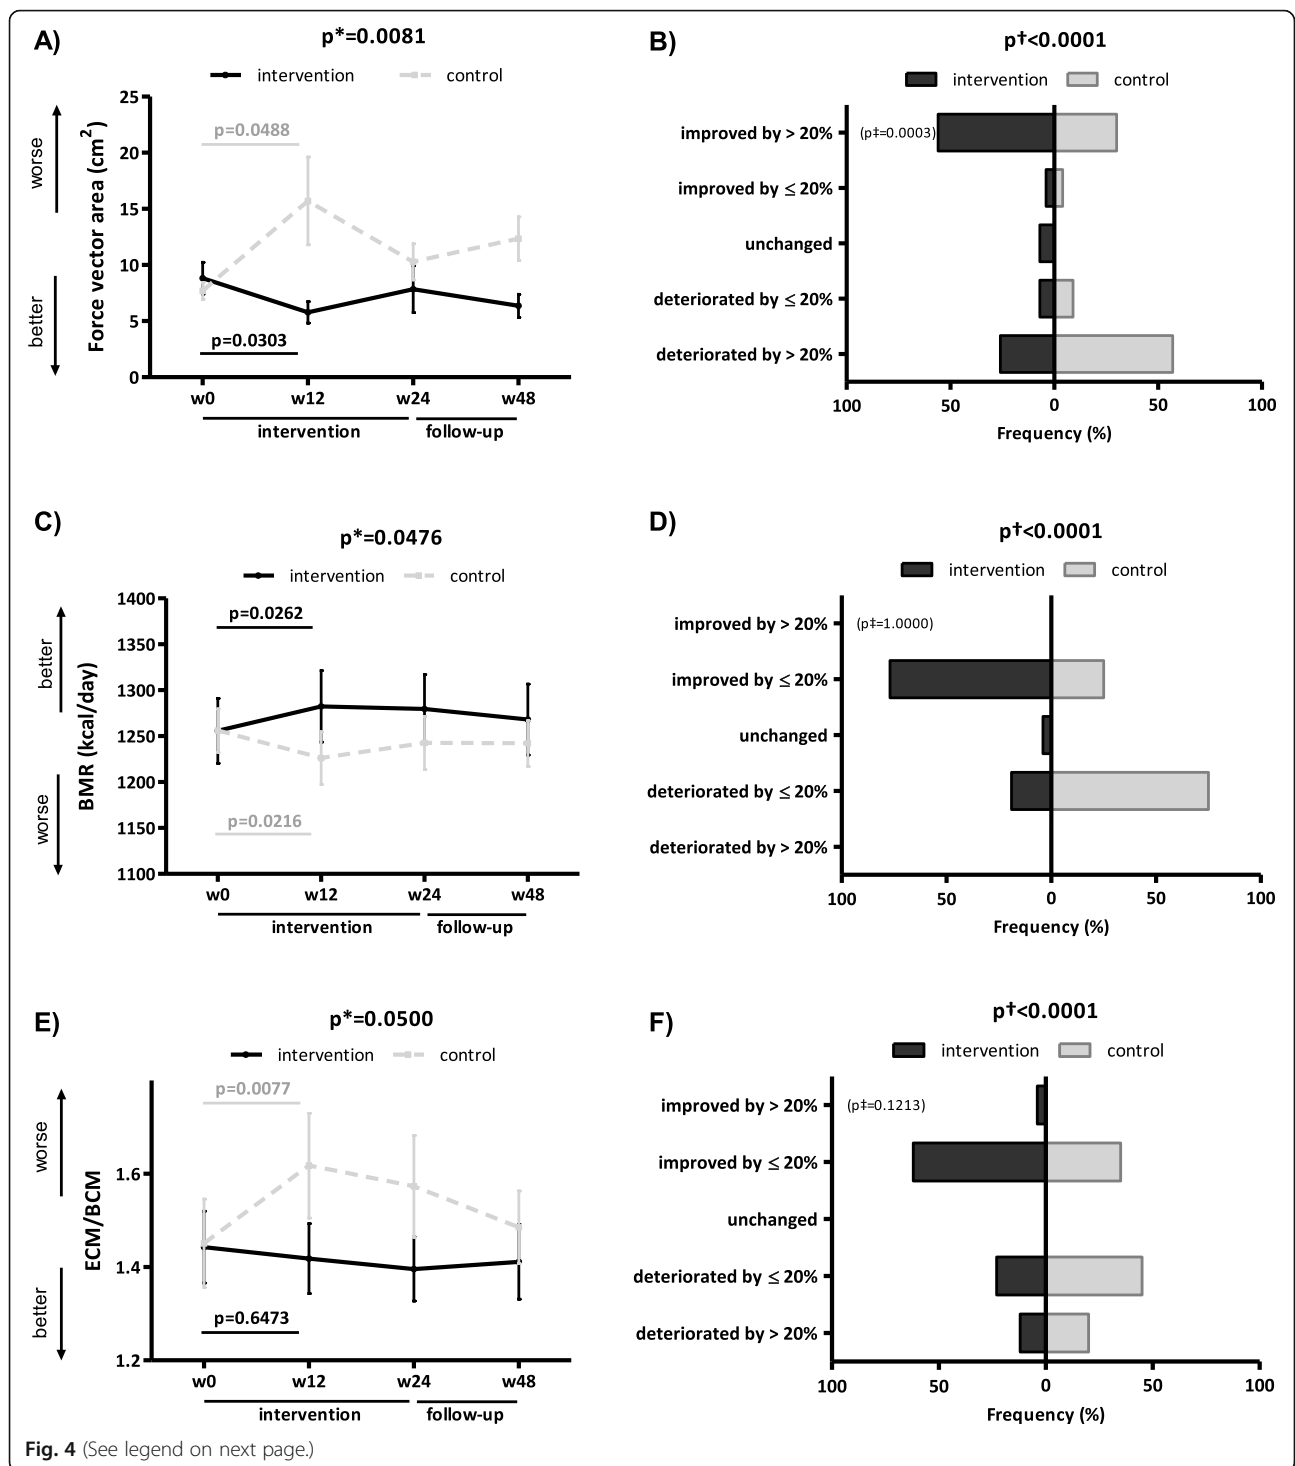 A)
p*=0.0081
intervention control
25
20
15
10
5
0
worse
better
Force vector area (cm²)
p=0.0488
p=0.0303
w0 w12 w24 w48
intervention follow-up
B)
p†<0.0001
intervention control
improved by > 20%
(p‡=0.0003)
improved by ≤ 20%
unchanged
deteriorated by ≤ 20%
deteriorated by > 20%
100 50 0 50 100
Frequency (%)
C)
p*=0.0476
intervention control
1400
1350
1300
1250
1200
1150
1100
better
worse
BMR (kcal/day)
p=0.0262
p=0.0216
w0 w12 w24 w48
intervention follow-up
D)
p†<0.0001
intervention control
improved by > 20%
(p‡=1.0000)
improved by ≤ 20%
unchanged
deteriorated by ≤ 20%
deteriorated by > 20%
100 50 0 50 100
Frequency (%)
E)
p*=0.0500
intervention control
1.6
1.4
1.2
worse
better
ECM/BCM
p=0.0077
p=0.6473
w0 w12 w24 w48
intervention follow-up
F)
p†<0.0001
intervention control
improved by > 20%
(p‡=0.1213)
improved by ≤ 20%
unchanged
deteriorated by ≤ 20%
deteriorated by > 20%
100 50 0 50 100
Frequency (%)
Fig. 4 (See legend on next page.)